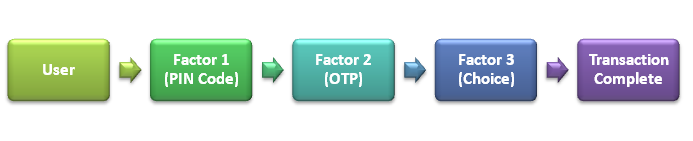 User
Factor 1
(PIN Code)
Factor 2
(OTP)
Factor 3
(Choice)
Transaction
Complete